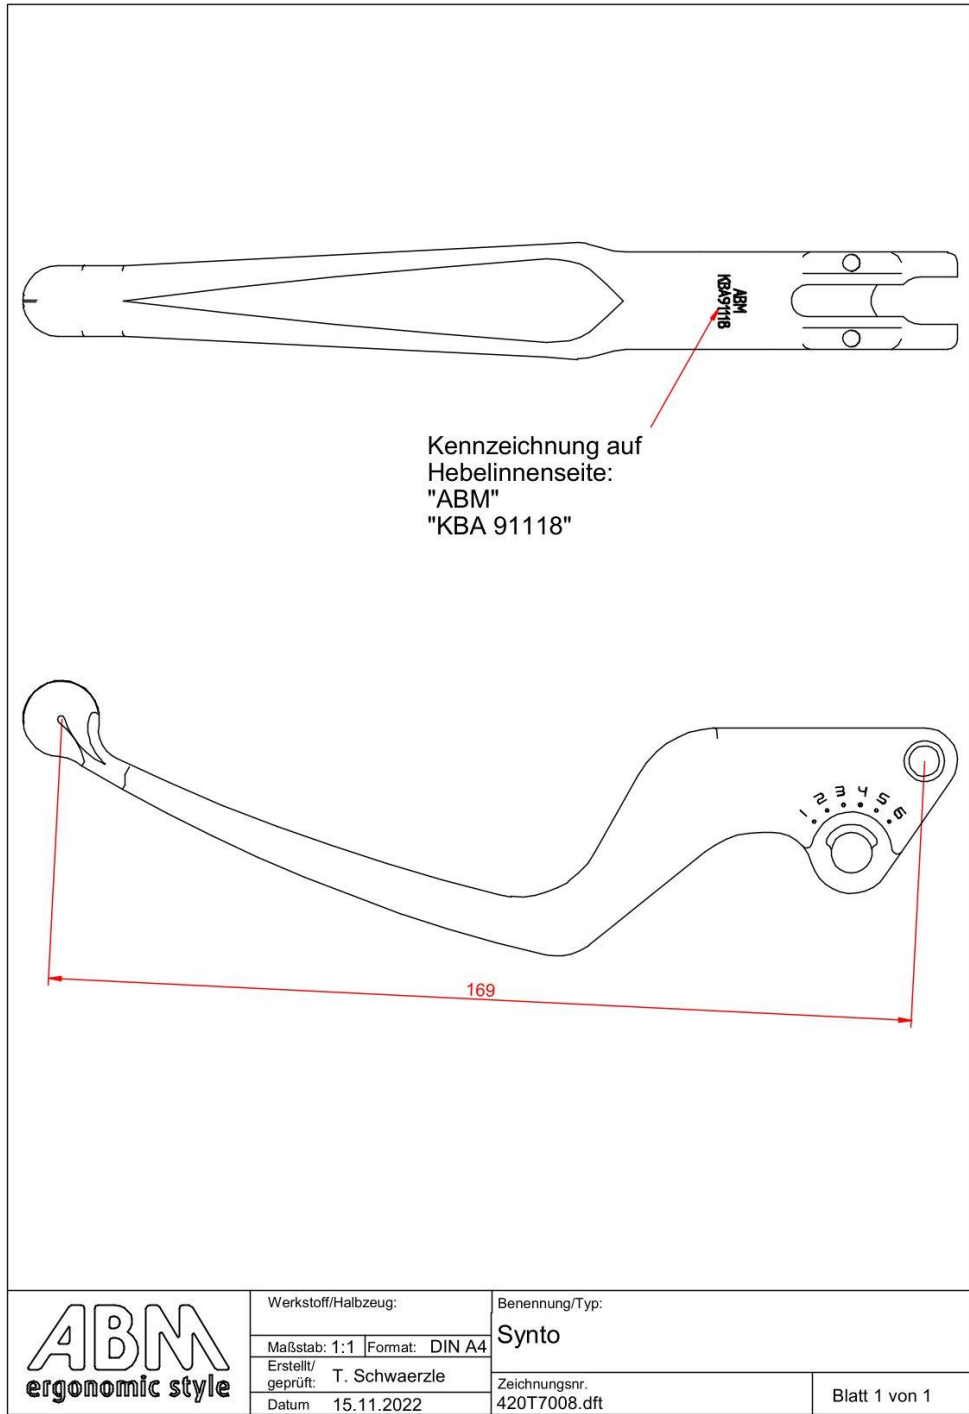 ABM
KBA91118
Kennzeichnung auf
Hebelinnenseite:
"ABM"
"KBA 91118"
1 2 3 4 5 6
169
ABM
ergonomic style
Werkstoff/Halbzeug:
Maßstab: 1:1 Format: DIN A4
Erstellt/
geprüft: T. Schwaerzle
Datum 15.11.2022
Benennung/Typ:
Synto
Zeichnungsnr.
420T7008.dft
Blatt 1 von 1